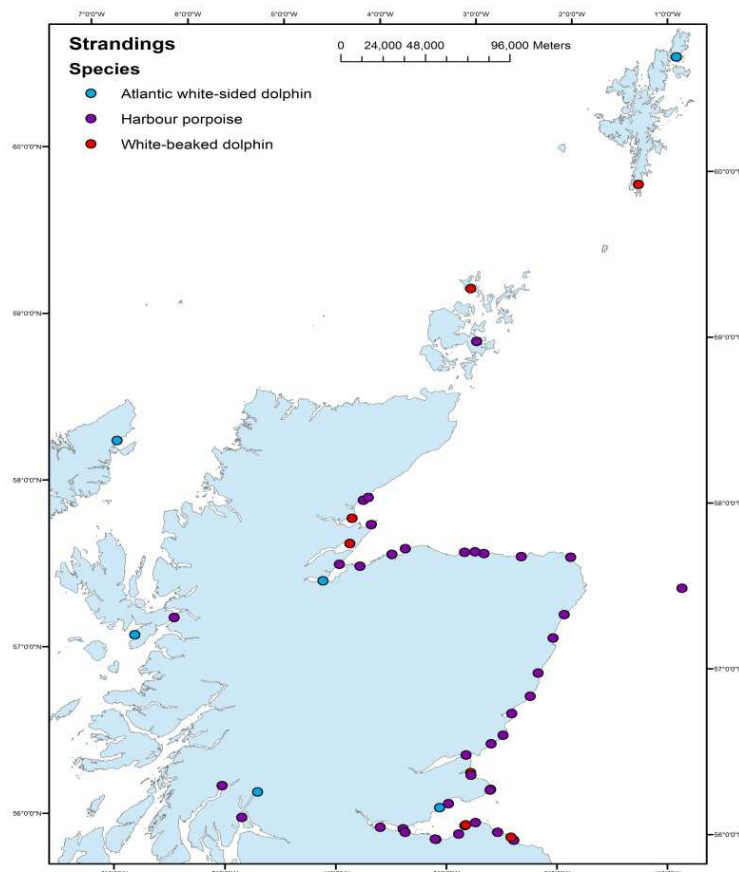 7°0'0"W 6°0'0"W 5°0'0"W 4°0'0"W 3°0'0"W 2°0'0"W 1°0'0"W
Strandings
0 24,000 48,000 96,000 Meters
Species
Atlantic white-sided dolphin
Harbour porpoise
White-beaked dolphin
60°0'0"N 60°0'0"N
59°0'0"N 59°0'0"N
58°0'0"N 58°0'0"N
57°0'0"N 57°0'0"N
56°0'0"N 56°0'0"N